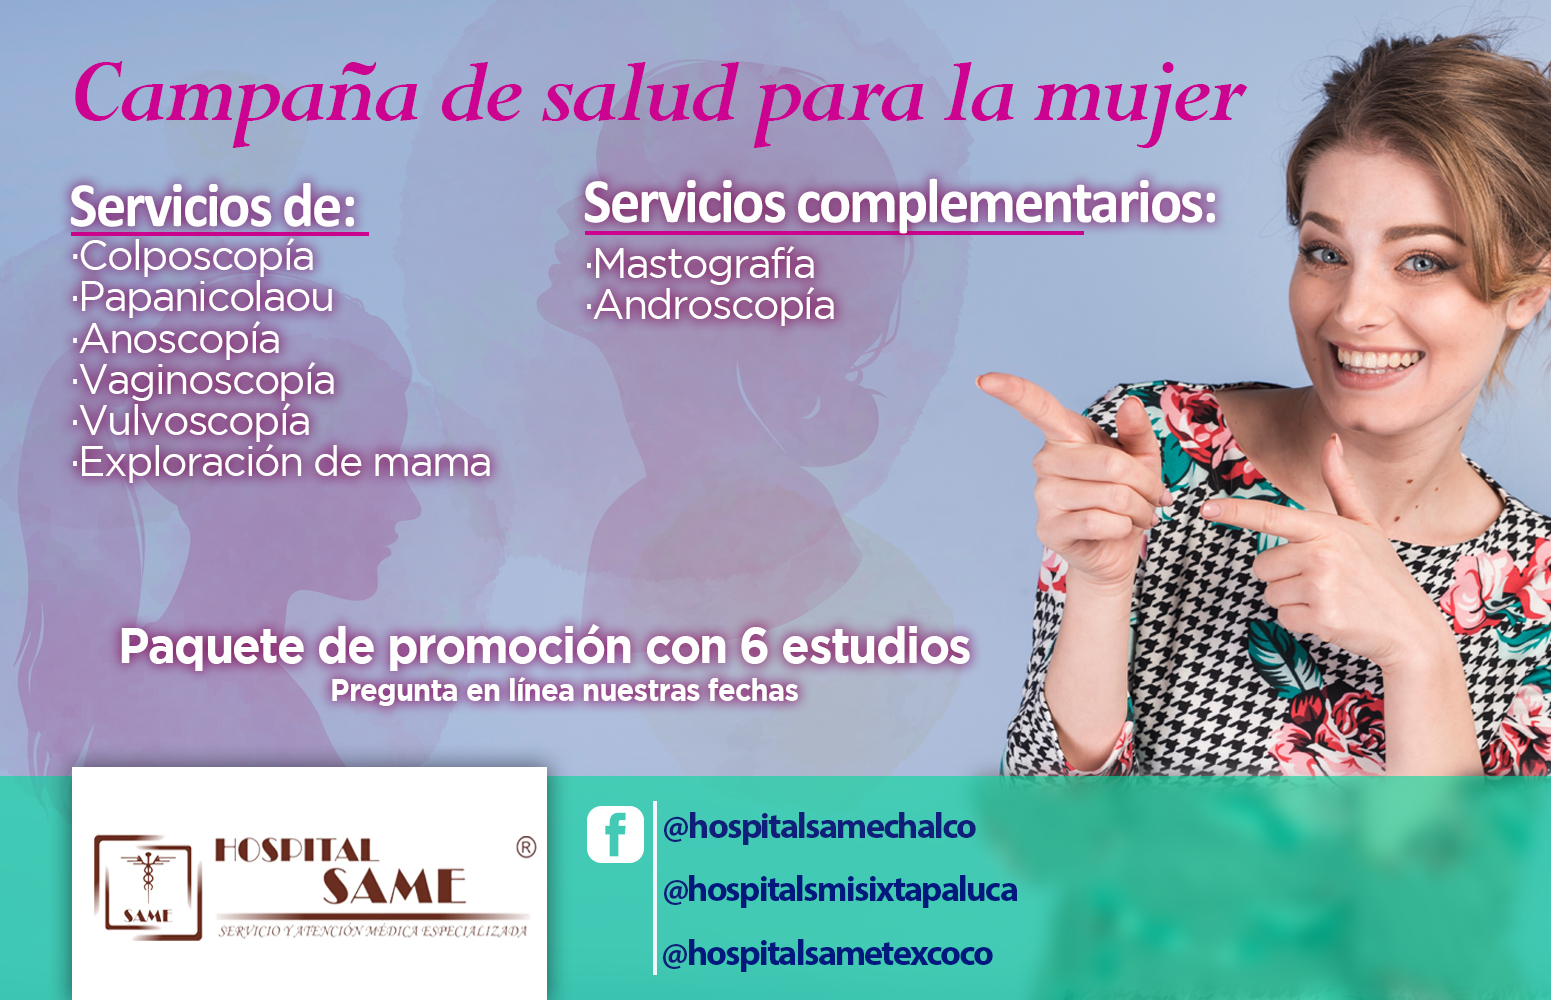 Campaña de salud para la mujer
Servicios de:
·Colposcopía
·Papanicolaou
·Anoscopía
·Vaginoscopía
·Vulvoscopía
·Exploración de mama
Servicios complementarios:
·Mastografía
·Androscopía
Paquete de promoción con 6 estudios
Pregunta en línea nuestras fechas
SAME
HOSPITAL ®
SAME
SERVICIO Y ATENCIÓN MÉDICA ESPECIALIZADA
f
@hospitalsamechalco
@hospitalsmisixtapaluca
@hospitalsametexcoco